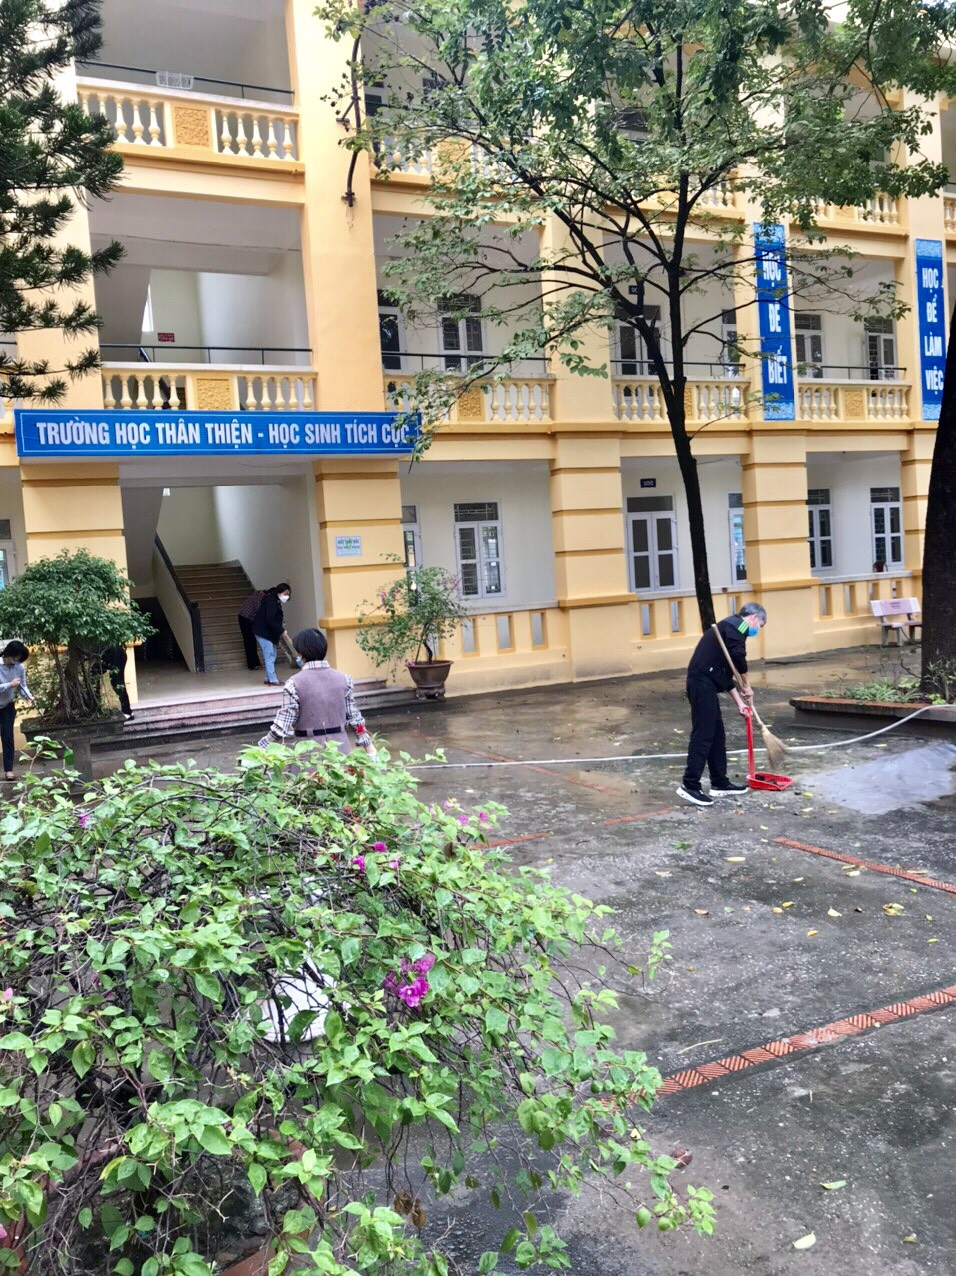 TRƯỜNG HỌC THÂN THIỆN - HỌC SINH TÍCH CỰC
HỌC
ĐỂ
BIẾT
HỌC
ĐỂ
LÀM
VIỆC